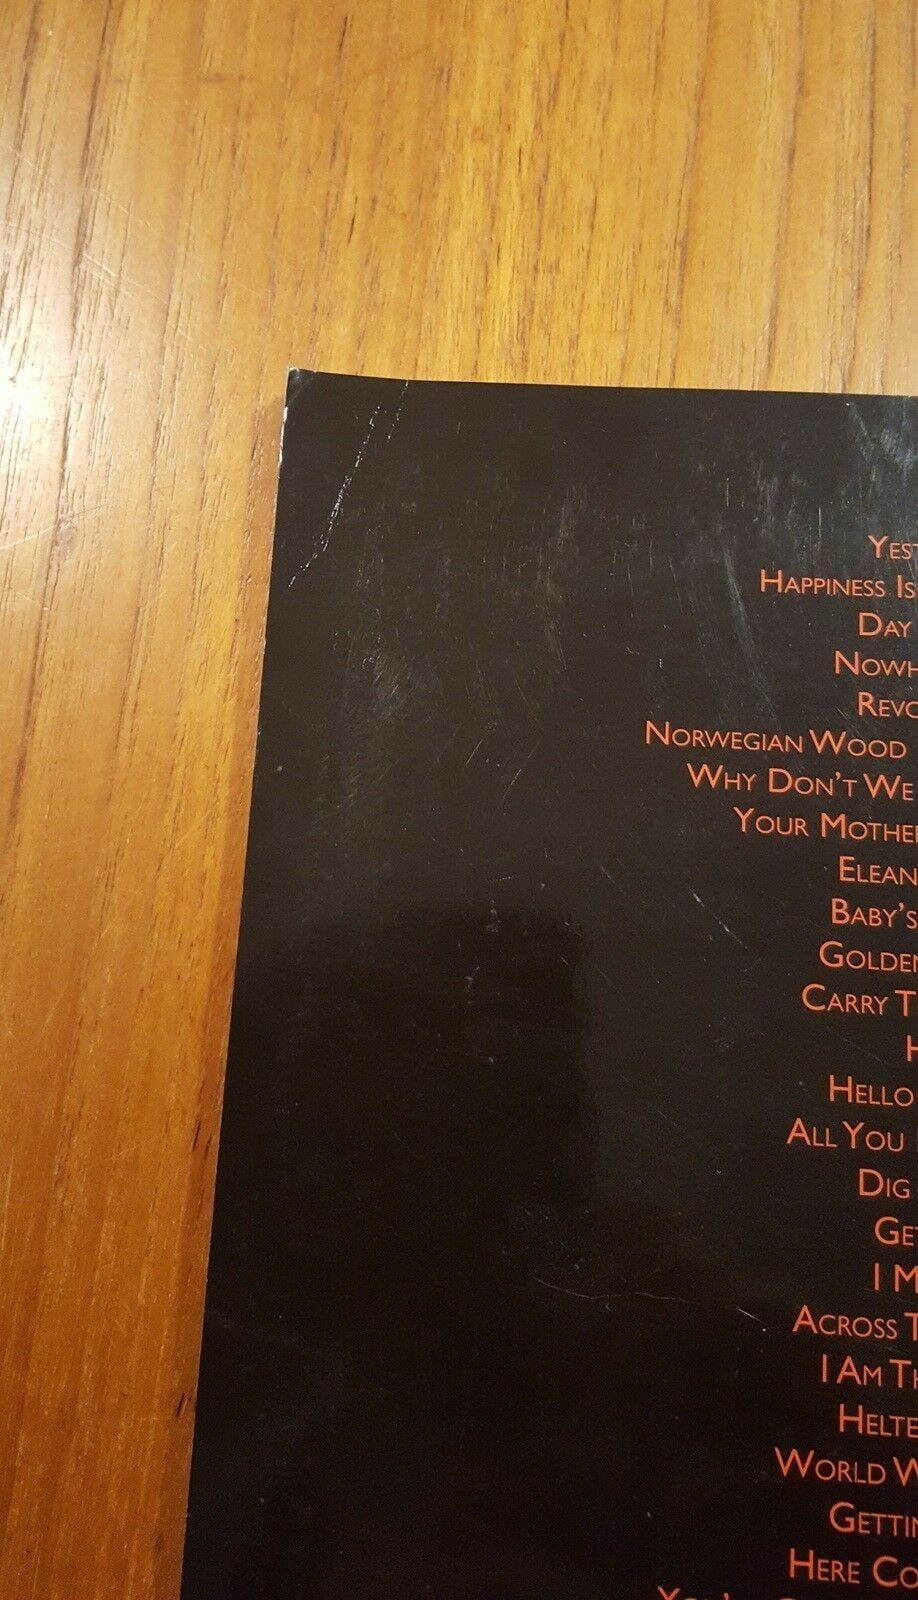 YEST
HAPPINESS IS
DAY
NOWH
REVO
NORWEGIAN WOOD
WHY DON'T WE
YOUR MOTHER
ELEAN
BABY'S
GOLDEN
CARRY T
H
HELLO
ALL YOU
DIG
GET
I M
ACROSS T
I AM TH
HELTE
WORLD W
GETTIN
HERE CO